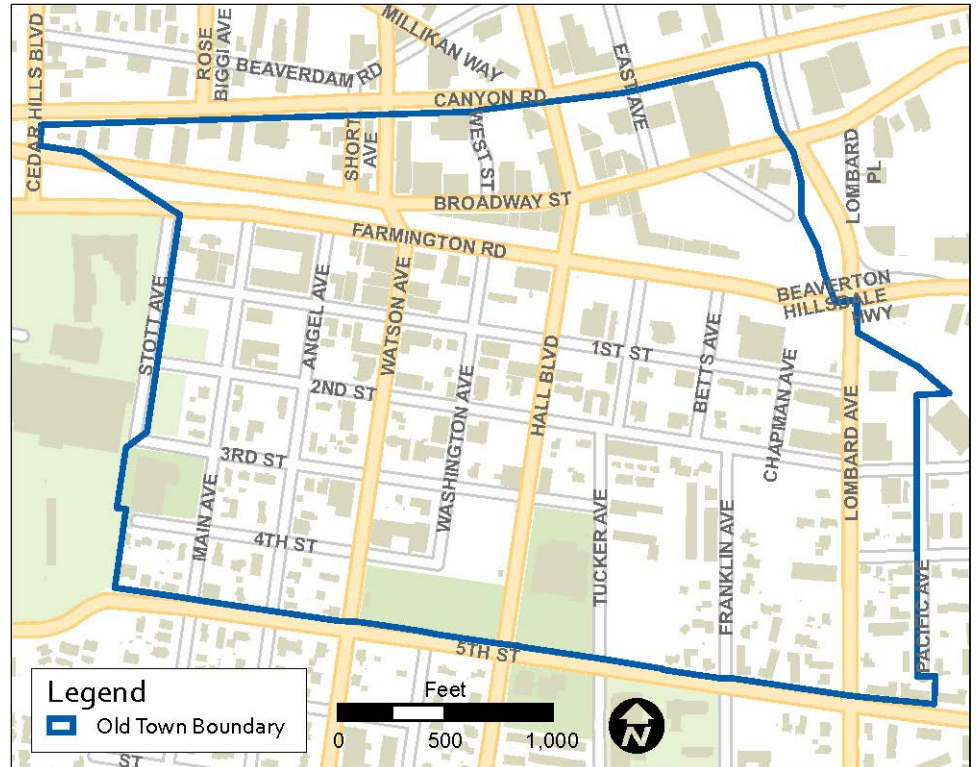 CEDAR HILLS BLVD
ROSE
BIGGI AVE
BEAVERDAM RD
MILLIKAN WAY
EAST AVE
CANYON RD
SHORT
AVE
WEST ST
LOMBARD
PL
BROADWAY ST
FARMINGTON RD
BEAVERTON
HILLSDALE
HWY
STOTT AVE
ANGEL AVE
WATSON AVE
1ST ST
2ND ST
HALL BLVD
BETTS AVE
CHAPMAN AVE
WASHINGTON AVE
LOMBARD AVE
3RD ST
MAIN AVE
4TH ST
TUCKER AVE
FRANKLIN AVE
PACIFIC AVE
5TH ST
Legend
Old Town Boundary
Feet
0 500 1,000
N
ST